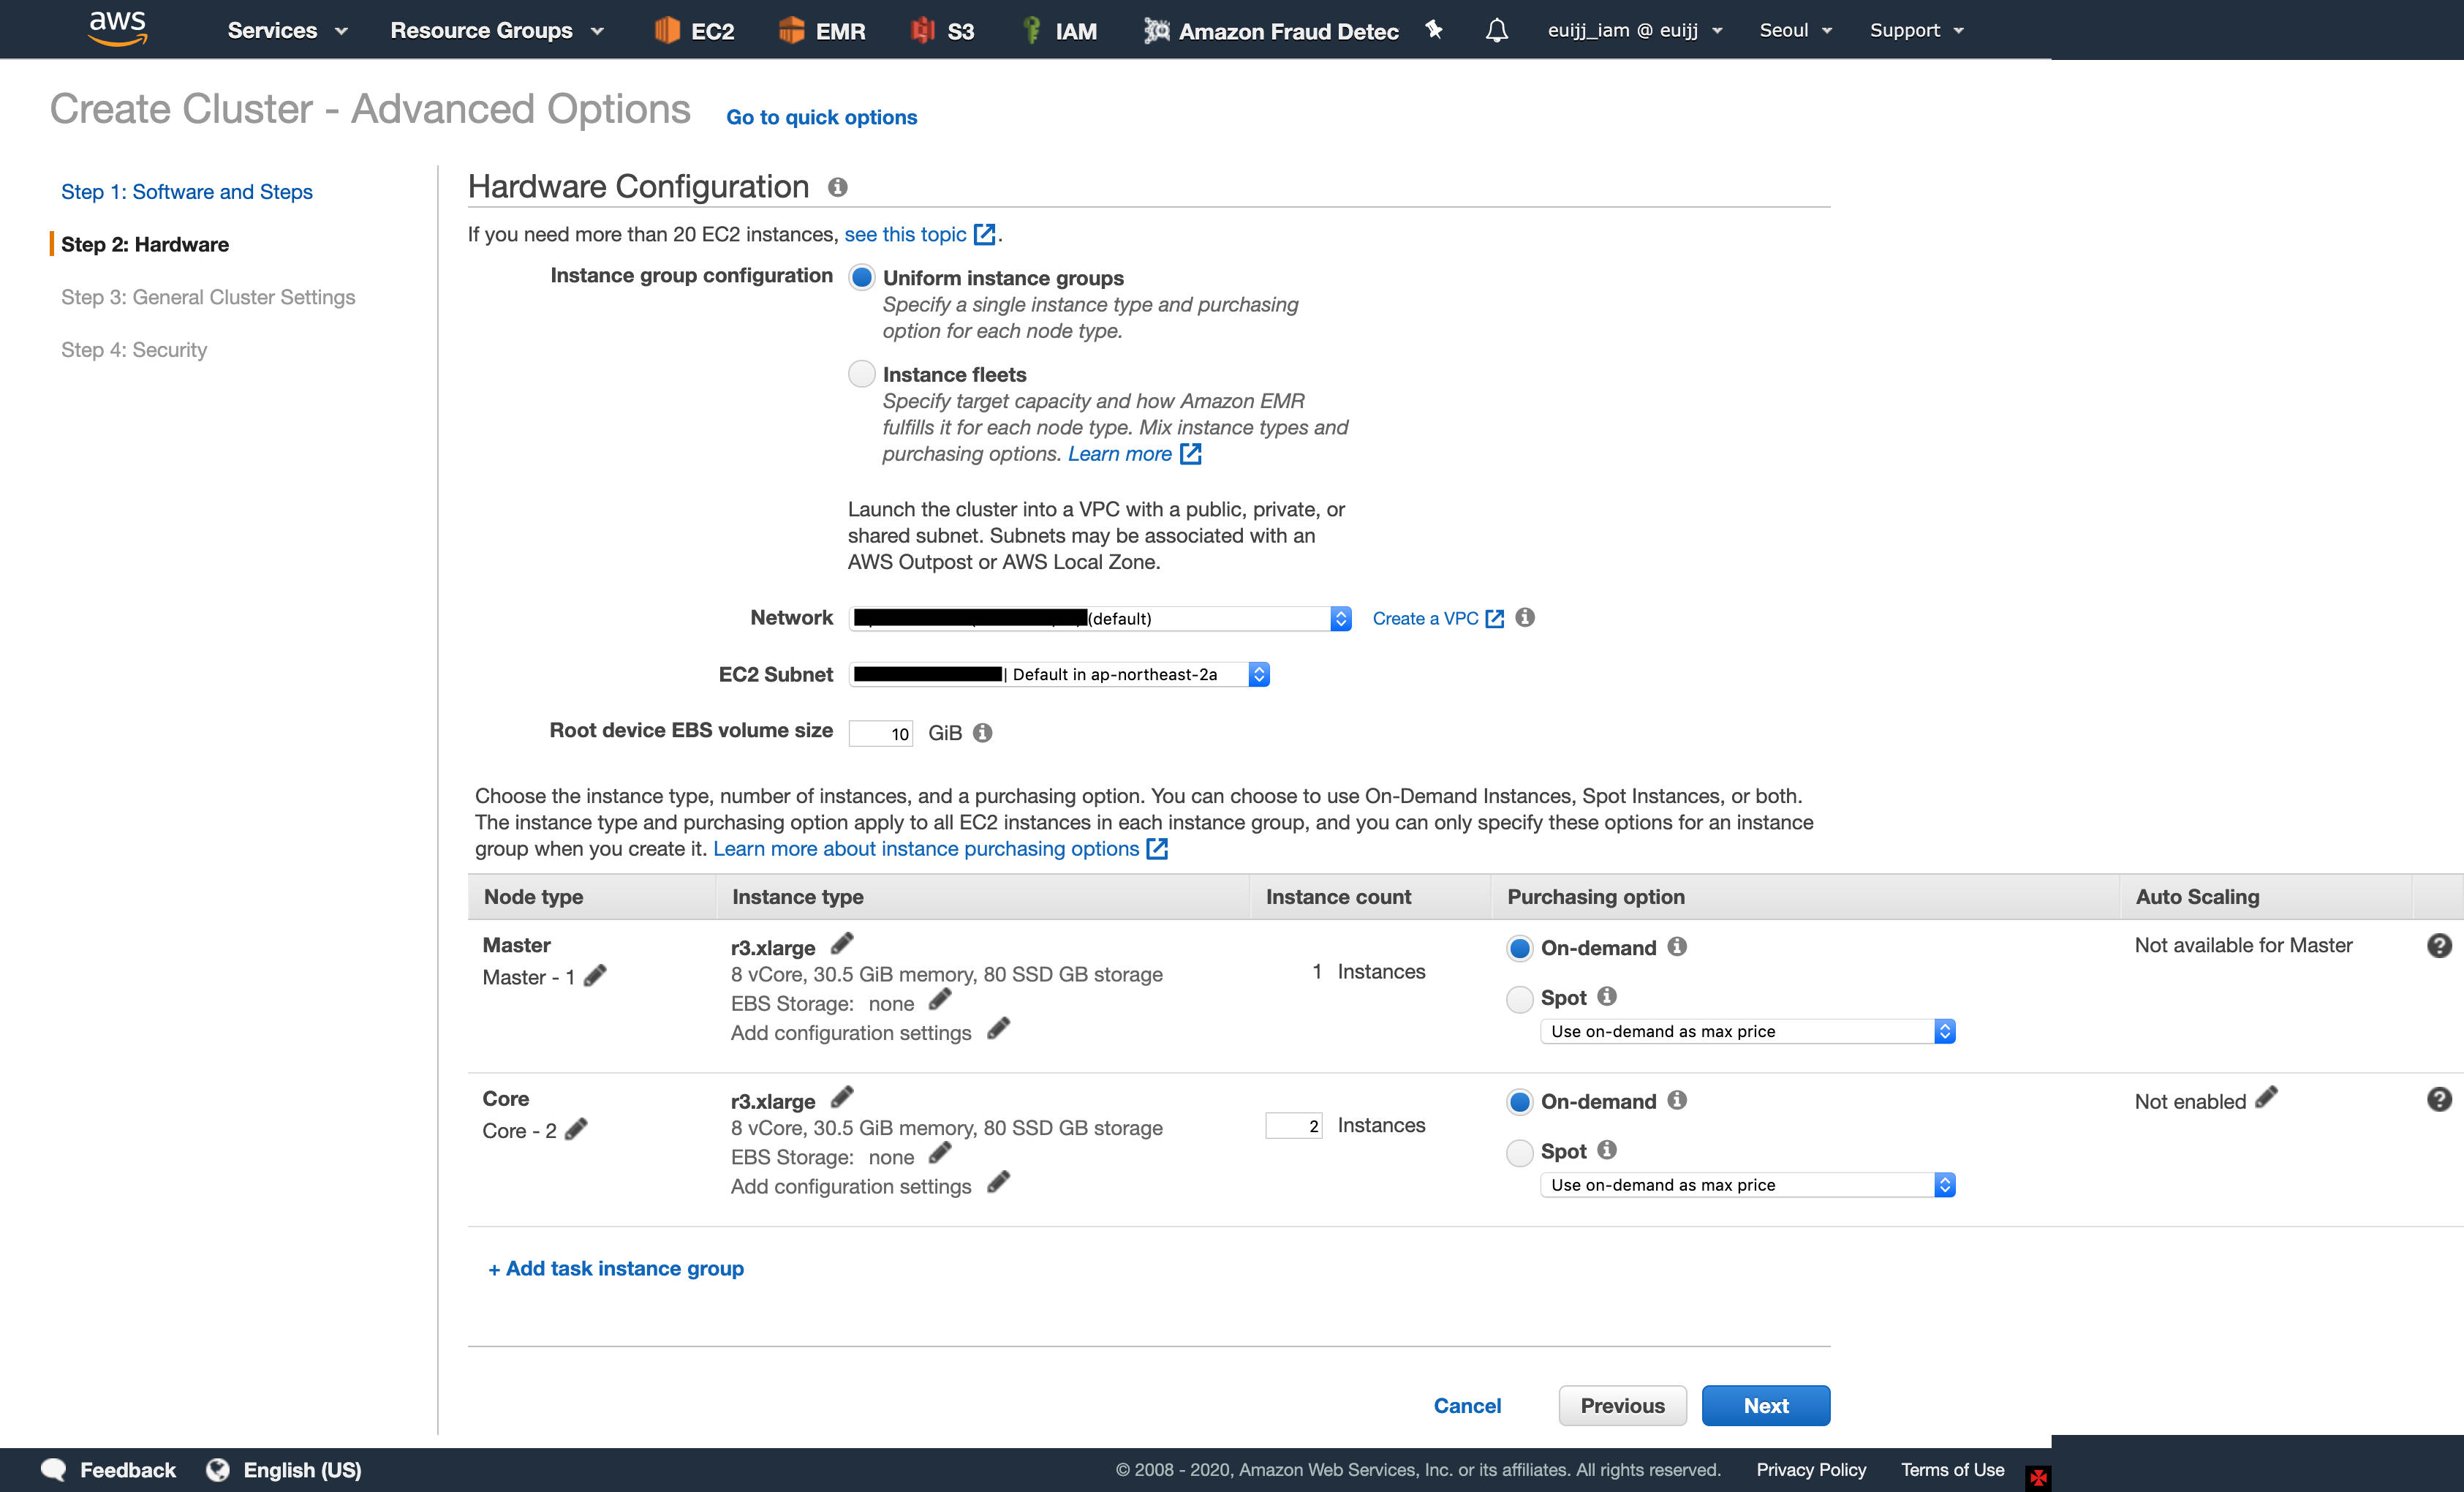 aws Services Resource Groups EC2 EMR S3 IAM Amazon Fraud Detec euijj_iam @ euijj Seoul Support
Create Cluster - Advanced Options Go to quick options
Step 1: Software and Steps
Step 2: Hardware
Step 3: General Cluster Settings
Step 4: Security
Hardware Configuration
If you need more than 20 EC2 instances, see this topic .
Instance group configuration Uniform instance groups
Specify a single instance type and purchasing
option for each node type.
Instance fleets
Specify target capacity and how Amazon EMR
fulfills it for each node type. Mix instance types and
purchasing options. Learn more
Launch the cluster into a VPC with a public, private, or
shared subnet. Subnets may be associated with an
AWS Outpost or AWS Local Zone.
Network (default) Create a VPC
EC2 Subnet | Default in ap-northeast-2a
Root device EBS volume size 10 GiB
Choose the instance type, number of instances, and a purchasing option. You can choose to use On-Demand Instances, Spot Instances, or both.
The instance type and purchasing option apply to all EC2 instances in each instance group, and you can only specify these options for an instance
group when you create it. Learn more about instance purchasing options
Node type Instance type Instance count Purchasing option Auto Scaling
Master r3.xlarge On-demand Not available for Master
Master - 1 8 vCore, 30.5 GiB memory, 80 SSD GB storage 1 Instances
EBS Storage: none Spot
Add configuration settings Use on-demand as max price
Core r3.xlarge On-demand Not enabled
Core - 2 8 vCore, 30.5 GiB memory, 80 SSD GB storage 2 Instances
EBS Storage: none Spot
Add configuration settings Use on-demand as max price
+ Add task instance group
Cancel Previous Next
Feedback English (US) © 2008 - 2020, Amazon Web Services, Inc. or its affiliates. All rights reserved. Privacy Policy Terms of Use